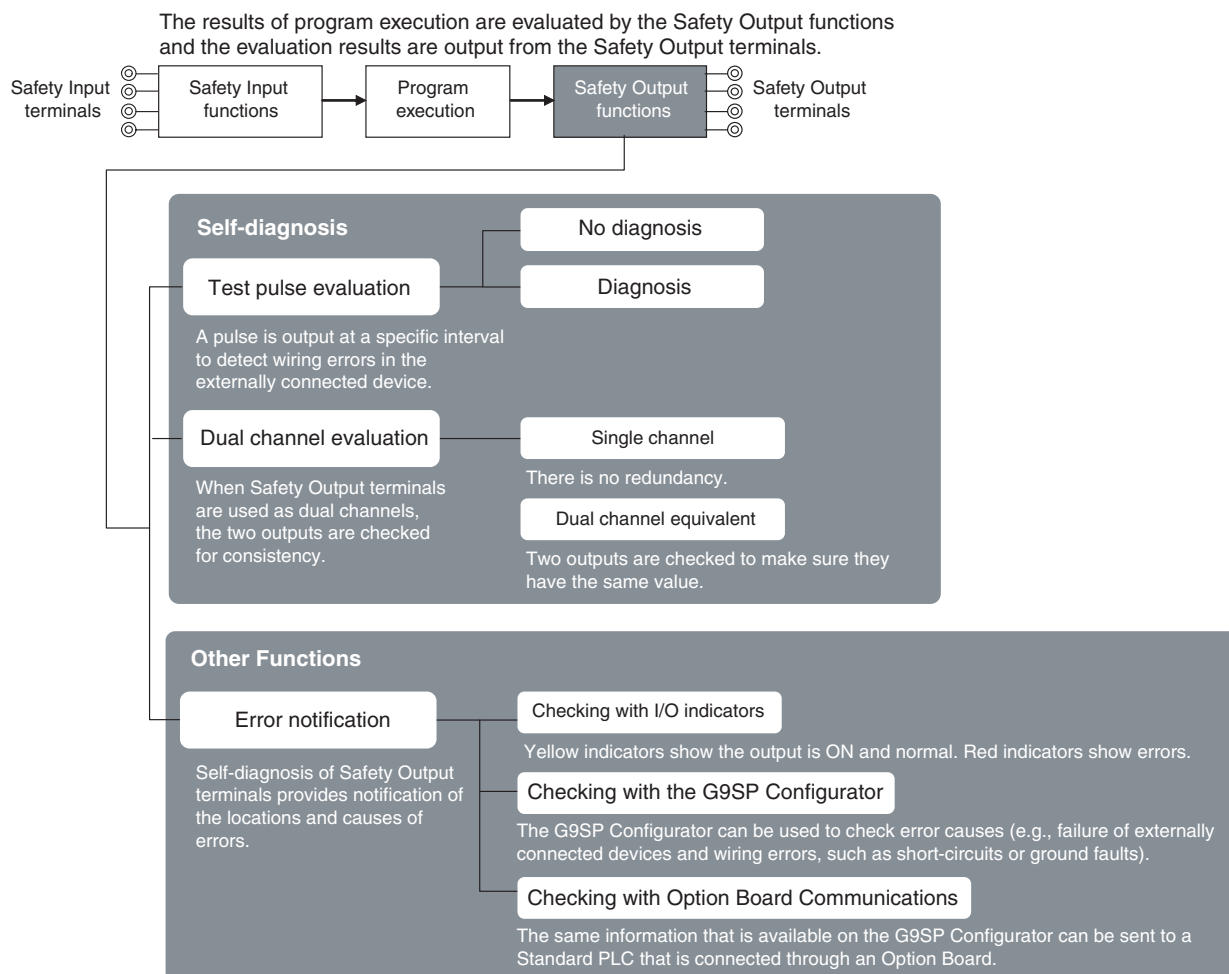 The results of program execution are evaluated by the Safety Output functions
and the evaluation results are output from the Safety Output terminals.
Safety Input
terminals
Safety Input
functions
Program
execution
Safety Output
functions
Safety Output
terminals
Self-diagnosis
Test pulse evaluation
No diagnosis
Diagnosis
A pulse is output at a specific interval
to detect wiring errors in the
externally connected device.
Dual channel evaluation
When Safety Output terminals
are used as dual channels,
the two outputs are checked
for consistency.
Single channel
There is no redundancy.
Dual channel equivalent
Two outputs are checked to make sure they
have the same value.
Other Functions
Error notification
Self-diagnosis of Safety Output
terminals provides notification of
the locations and causes of
errors.
Checking with I/O indicators
Yellow indicators show the output is ON and normal. Red indicators show errors.
Checking with the G9SP Configurator
The G9SP Configurator can be used to check error causes (e.g., failure of externally
connected devices and wiring errors, such as short-circuits or ground faults).
Checking with Option Board Communications
The same information that is available on the G9SP Configurator can be sent to a
Standard PLC that is connected through an Option Board.